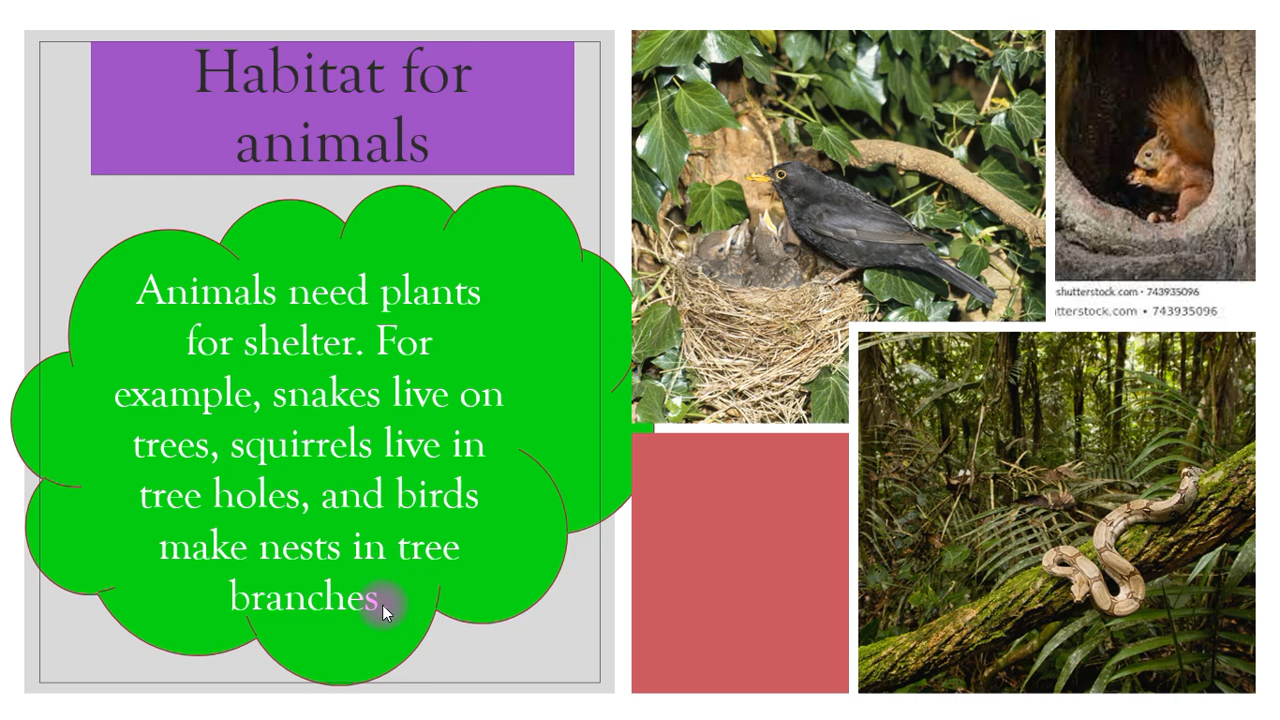 Habitat for
animals
Animals need plants
for shelter. For
example, snakes live on
trees, squirrels live in
tree holes, and birds
make nests in tree
branches.
shutterstock.com • 743935096
tterstock.com • 743935096